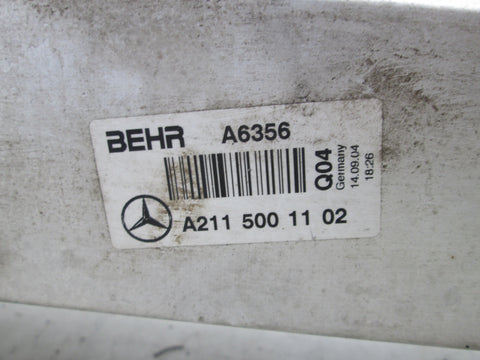 BEHR A6356
Q04
Germany
14.09.04
18:26
A211 500 11 02